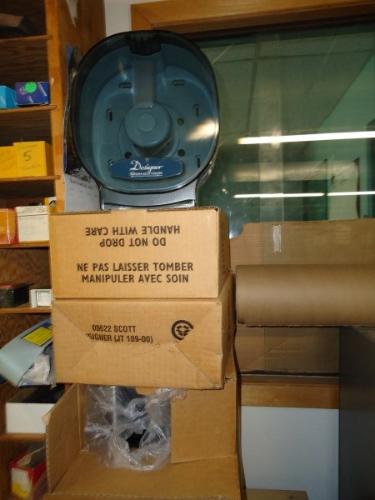 Designer
DO NOT DROP
HANDLE WITH CARE
NE PAS LAISSER TOMBER
MANIPULER AVEC SOIN
09622 SCOTT
(JT 189-00)
5